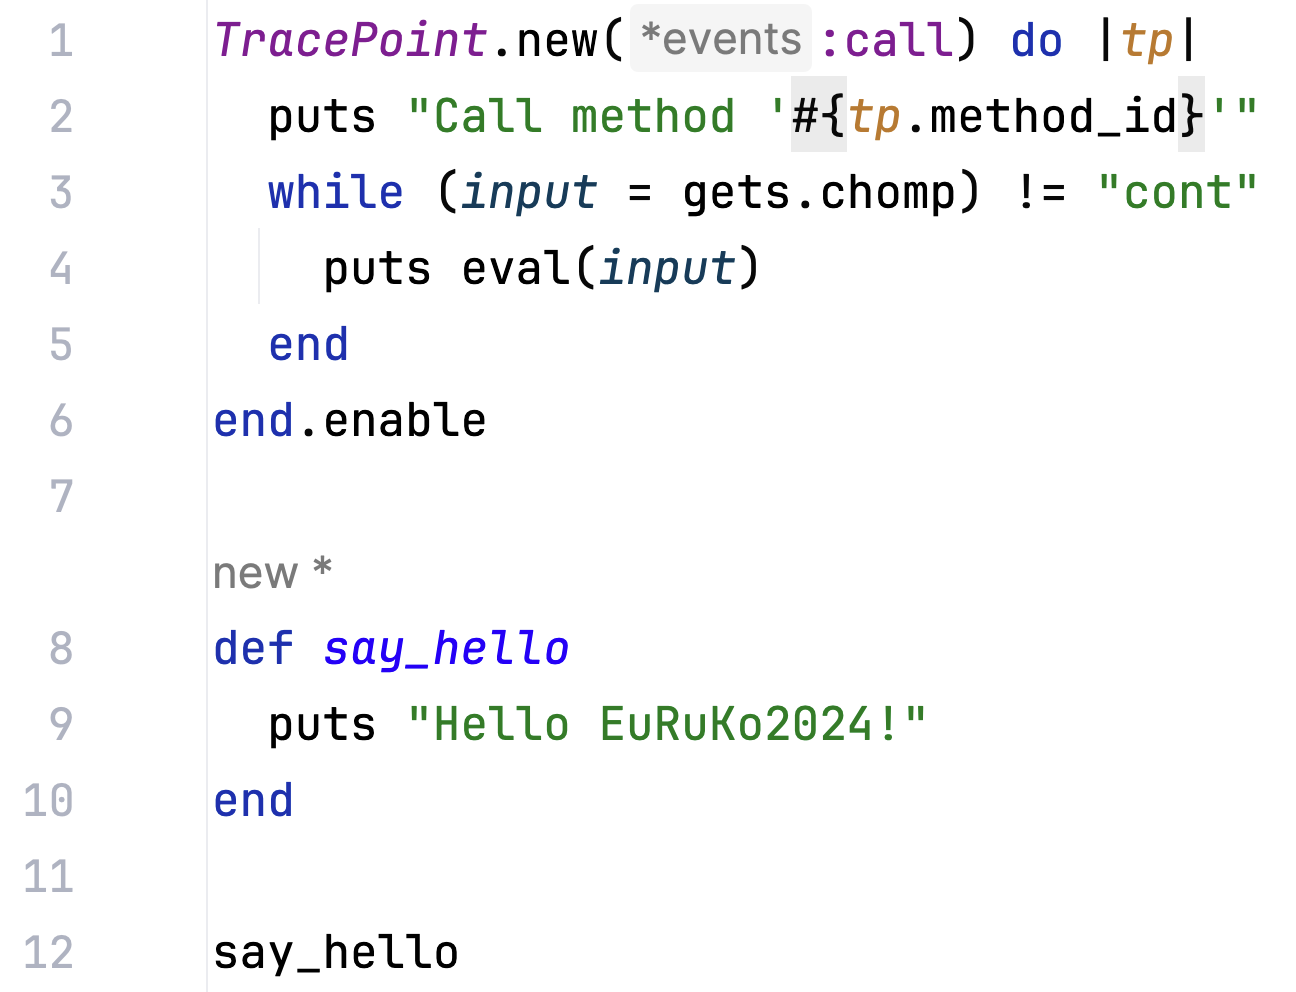 1 TracePoint.new( *events :call) do |tp|
2   puts "Call method '#{tp.method_id}'"
3   while (input = gets.chomp) != "cont"
4     puts eval(input)
5   end
6 end.enable
7
new *
8 def say_hello
9   puts "Hello EuRuKo2024!"
10 end
11
12 say_hello